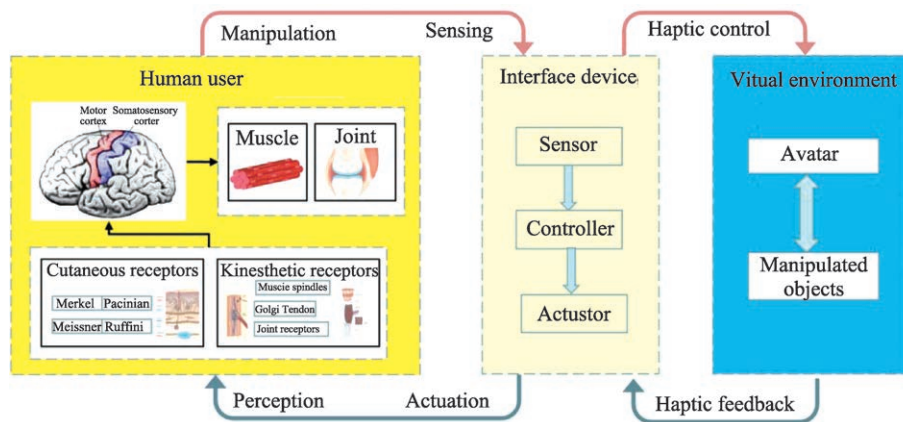 Manipulation
Sensing
Haptic control
Human user
Motor cortex
Somatosensory corter
Muscle
Joint
Cutaneous receptors
Merkel
Pacinian
Meissner
Ruffini
Kinesthetic receptors
Muscie spindles
Golgi Tendon
Joint receptors
Interface device
Sensor
Controller
Actustor
Vitual environment
Avatar
Manipulated
objects
Perception
Actuation
Haptic feedback